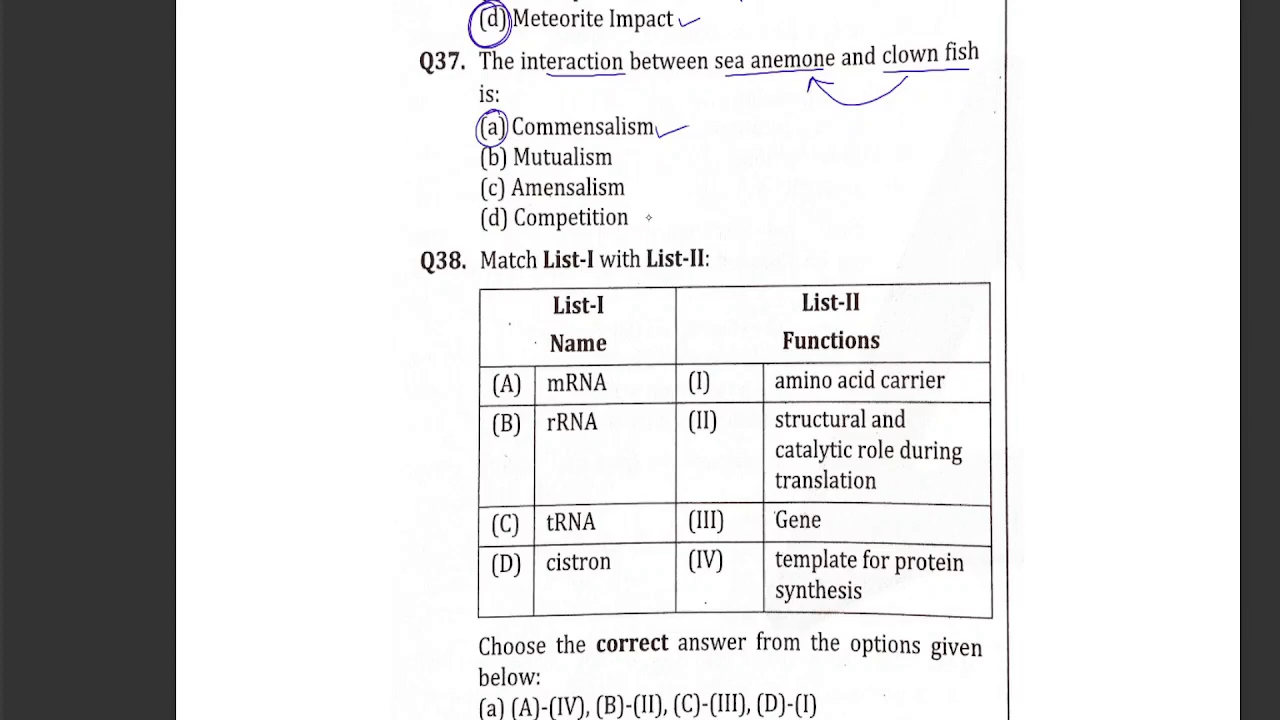 (d) Meteorite Impact
Q37. The interaction between sea anemone and clown fish
is:
(a) Commensalism
(b) Mutualism
(c) Amensalism
(d) Competition
Q38. Match List-I with List-II:
List-I List-II
Name Functions
(A) mRNA (I) amino acid carrier
(B) rRNA (II) structural and
catalytic role during
translation
(C) tRNA (III) Gene
(D) cistron (IV) template for protein
synthesis
Choose the correct answer from the options given
below:
(a) (A)-(IV), (B)-(II), (C)-(III), (D)-(I)